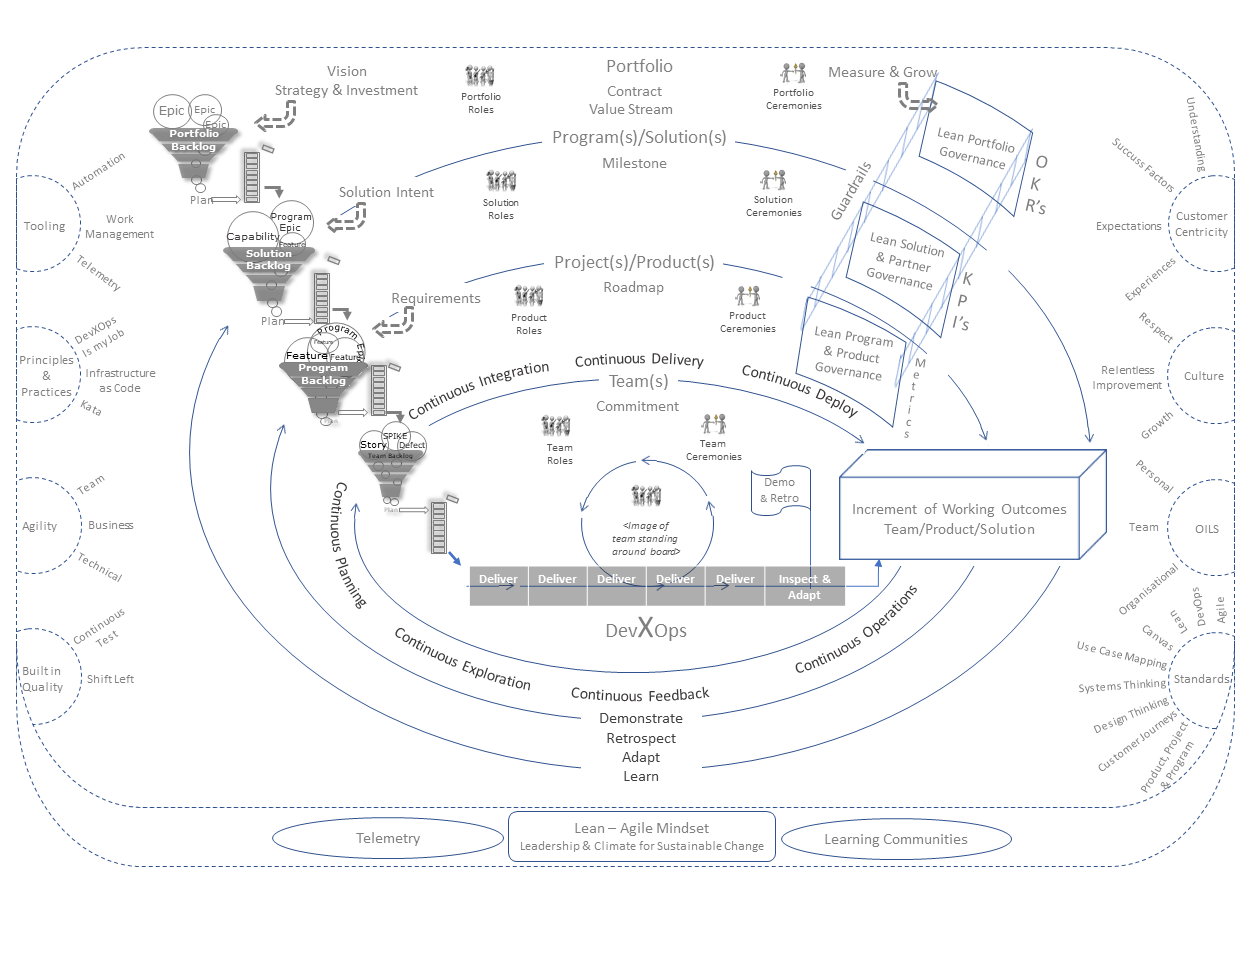 Vision
Strategy & Investment
Portfolio
Roles
Portfolio
Contract
Value Stream
Portfolio
Ceremonies
Measure & Grow
Epic
Epic
Epic
Portfolio
Backlog
Plan
Program(s)/Solution(s)
Milestone
Solution Intent
Solution
Roles
Solution
Ceremonies
Guardrails
Lean Portfolio
Governance
O
K
R's
Program
Epic
Capability
Feature
Solution
Backlog
Plan
Lean Solution
& Partner
Governance
K
P
I's
Project(s)/Product(s)
Roadmap
Requirements
Product
Roles
Product
Ceremonies
Program Epic
Feature
Feature
Feature
Program
Backlog
Plan
Lean Program
& Product
Governance
Metrics
Continuous Integration
Continuous Delivery
Continuous Deploy
Team(s)
Commitment
Team
Roles
Team
Ceremonies
SPIKE
Story
Defect
Team Backlog
Plan
Demo
& Retro
<Image of
team standing
around board>
Increment of Working Outcomes
Team/Product/Solution
Deliver
Deliver
Deliver
Deliver
Deliver
Inspect &
Adapt
DevXOps
Continuous Planning
Continuous Exploration
Continuous Feedback
Continuous Operations
Demonstrate
Retrospect
Adapt
Learn
Automation
Tooling
Work
Management
Telemetry
DevXOps
Is my Job
Principles
& Practices
Infrastructure
as Code
Kata
Team
Agility
Business
Technical
Continuous
Test
Built in
Quality
Shift Left
Understanding
Succuss Factors
Expectations
Customer
Centricity
Experiences
Respect
Relentless
Improvement
Culture
Growth
Personal
Team
OILS
Organisational
Agile
DevOps
Lean
Canvas
Use Case Mapping
Systems Thinking
Standards
Design Thinking
Customer Journeys
Product, Project
& Program
Telemetry
Lean – Agile Mindset
Leadership & Climate for Sustainable Change
Learning Communities